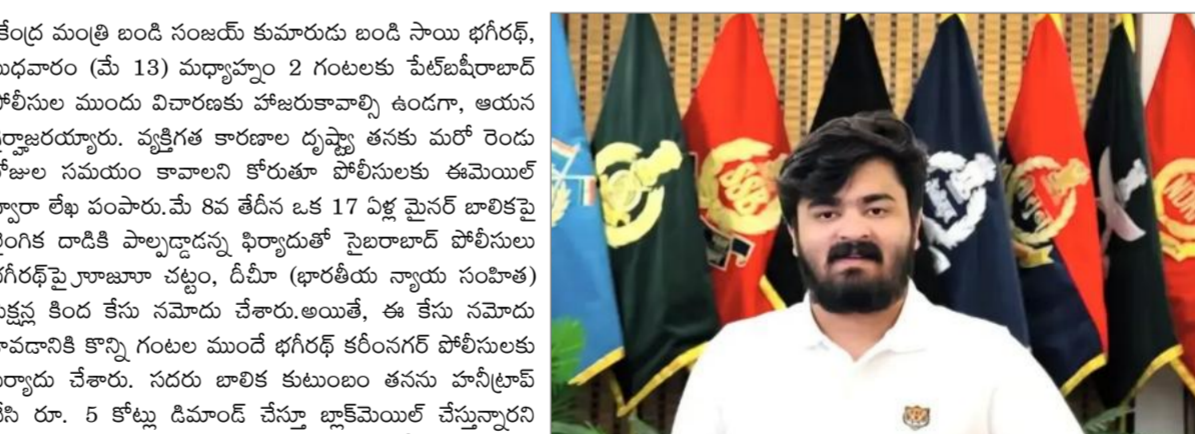 కేంద్ర మంత్రి బండి సంజయ్ కుమారుడు బండి సాయి భగీరథ్,
బుధవారం (మే 13) మధ్యాహ్నం 2 గంటలకు పేట్‌బషీరాబాద్
పోలీసుల ముందు విచారణకు హాజరుకావాల్సి ఉండగా, ఆయన
గైర్హాజరయ్యారు. వ్యక్తిగత కారణాల దృష్ట్యా తనకు మరో రెండు
రోజుల సమయం కావాలని కోరుతూ పోలీసులకు ఈమెయిల్
ద్వారా లేఖ పంపారు.మే 8వ తేదీన ఒక 17 ఏళ్ల మైనర్ బాలికపై
లైంగిక దాడికి పాల్పడ్డాడన్న ఫిర్యాదుతో సైబరాబాద్ పోలీసులు
భగీరథ్‌పై చట్టం, (భారతీయ న్యాయ సంహిత)
సెక్షన్ల కింద కేసు నమోదు చేశారు.అయితే, ఈ కేసు నమోదు
కావడానికి కొన్ని గంటల ముందే భగీరథ్ కరీంనగర్ పోలీసులకు
ఫిర్యాదు చేశారు. సదరు బాలిక కుటుంబం తనను హనీట్రాప్
చేసి రూ. 5 కోట్లు డిమాండ్ చేస్తూ బ్లాక్‌మెయిల్ చేస్తున్నారని
SSB